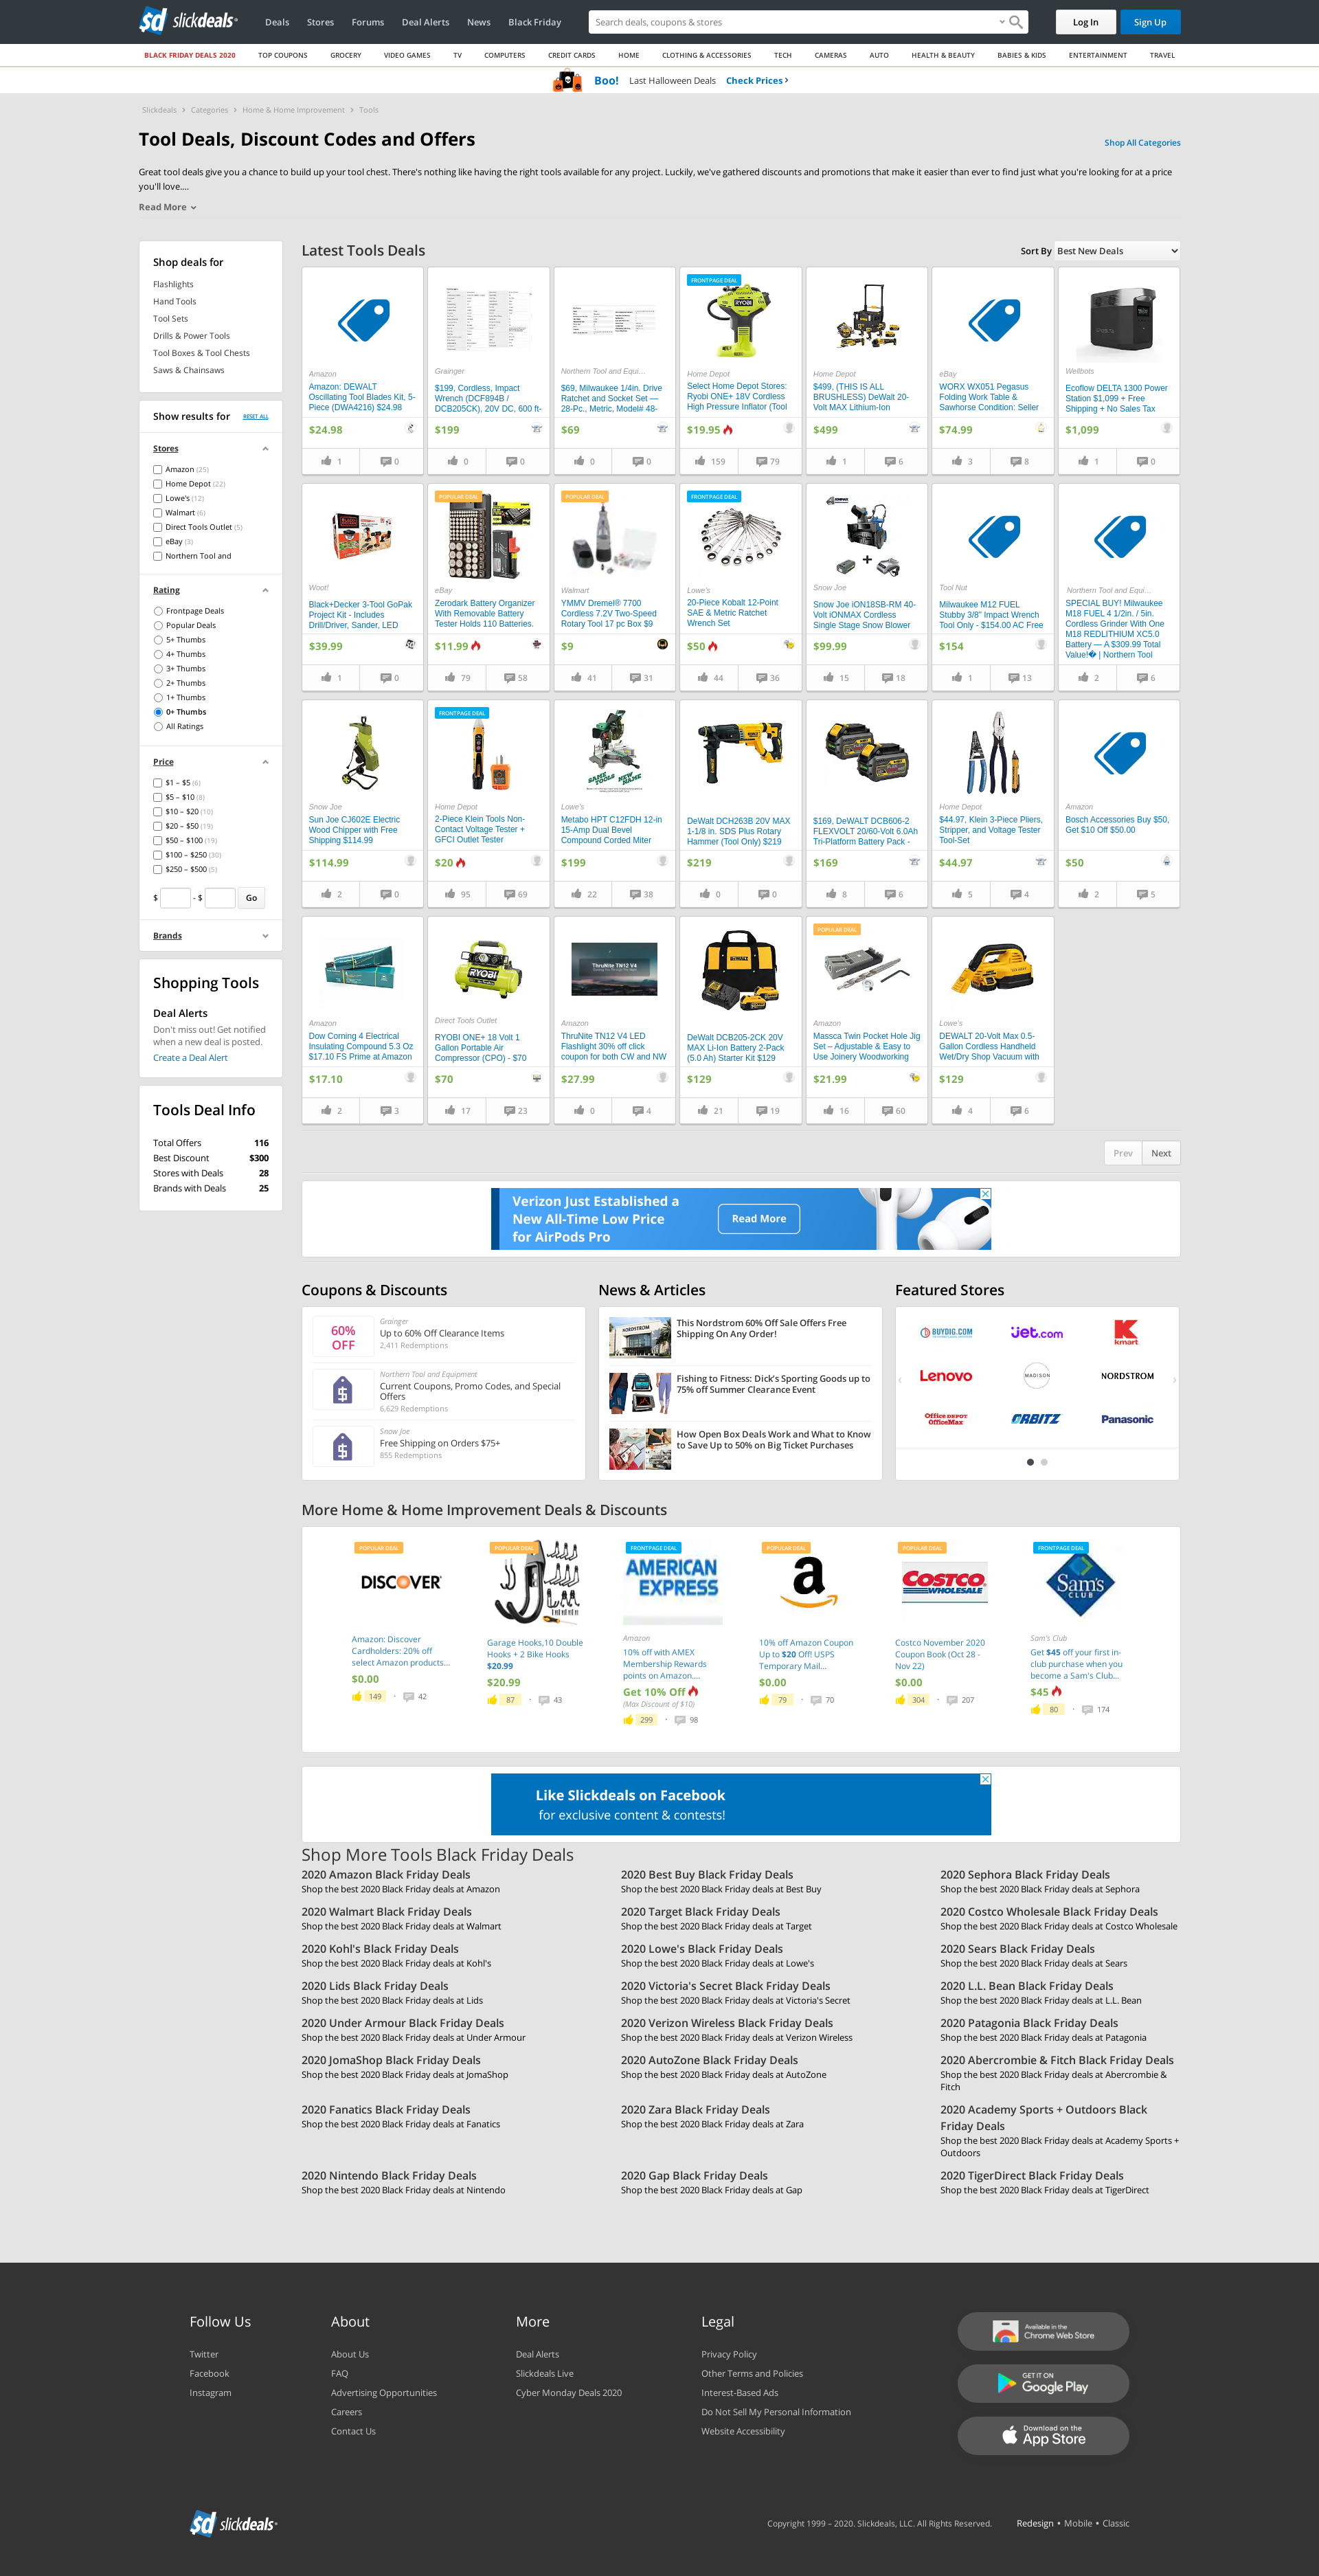 slickdeals
Deals
Stores
Forums
Deal Alerts
News
Black Friday
Search deals, coupons & stores
Log In
Sign Up
BLACK FRIDAY DEALS 2020
TOP COUPONS
GROCERY
VIDEO GAMES
TV
COMPUTERS
CREDIT CARDS
HOME
CLOTHING & ACCESSORIES
TECH
CAMERAS
AUTO
HEALTH & BEAUTY
BABIES & KIDS
ENTERTAINMENT
TRAVEL
Boo! Last Halloween Deals Check Prices
Slickdeals > Categories > Home & Home Improvement > Tools
Tool Deals, Discount Codes and Offers
Shop All Categories
Great tool deals give you a chance to build up your tool chest. There's nothing like having the right tools available for any project. Luckily, we've gathered discounts and promotions that make it easier than ever to find just what you're looking for at a price
you'll love....
Read More
Shop deals for
Flashlights
Hand Tools
Tool Sets
Drills & Power Tools
Tool Boxes & Tool Chests
Saws & Chainsaws
Show results for
RESET ALL
Stores
Amazon (25)
Home Depot (22)
Lowe's (12)
Walmart (6)
Direct Tools Outlet (5)
eBay (3)
Northern Tool and
Rating
Frontpage Deals
Popular Deals
5+ Thumbs
4+ Thumbs
3+ Thumbs
2+ Thumbs
1+ Thumbs
0+ Thumbs
All Ratings
Price
$1 – $5 (6)
$5 – $10 (8)
$10 – $20 (10)
$20 – $50 (19)
$50 – $100 (19)
$100 – $250 (30)
$250 – $500 (5)
$ - $ Go
Brands
Shopping Tools
Deal Alerts
Don't miss out! Get notified
when a new deal is posted.
Create a Deal Alert
Tools Deal Info
Total Offers 116
Best Discount $300
Stores with Deals 28
Brands with Deals 25
Latest Tools Deals
Sort By Best New Deals
Amazon
Amazon: DEWALT
Oscillating Tool Blades Kit, 5-
Piece (DWA4216) $24.98
$24.98
1
0
Grainger
$199, Cordless, Impact
Wrench (DCF894B /
DCB205CK), 20V DC, 600 ft-
$199
0
0
Northern Tool and Equi...
$69, Milwaukee 1/4in. Drive
Ratchet and Socket Set —
28-Pc., Metric, Model# 48-
$69
0
0
FRONTPAGE DEAL
Home Depot
Select Home Depot Stores:
Ryobi ONE+ 18V Cordless
High Pressure Inflator (Tool
$19.95
159
79
Home Depot
$499, (THIS IS ALL
BRUSHLESS) DeWalt 20-
Volt MAX Lithium-Ion
$499
1
6
eBay
WORX WX051 Pegasus
Folding Work Table &
Sawhorse Condition: Seller
$74.99
3
8
Wellbots
Ecoflow DELTA 1300 Power
Station $1,099 + Free
Shipping + No Sales Tax
$1,099
1
0
Woot!
Black+Decker 3-Tool GoPak
Project Kit - Includes
Drill/Driver, Sander, LED
$39.99
1
0
POPULAR DEAL
eBay
Zerodark Battery Organizer
With Removable Battery
Tester Holds 110 Batteries.
$11.99
79
58
POPULAR DEAL
Walmart
YMMV Dremel® 7700
Cordless 7.2V Two-Speed
Rotary Tool 17 pc Box $9
$9
41
31
FRONTPAGE DEAL
Lowe's
20-Piece Kobalt 12-Point
SAE & Metric Ratchet
Wrench Set
$50
44
36
Snow Joe
Snow Joe iON18SB-RM 40-
Volt iONMAX Cordless
Single Stage Snow Blower
$99.99
15
18
Tool Nut
Milwaukee M12 FUEL
Stubby 3/8" Impact Wrench
Tool Only - $154.00 AC Free
$154
1
13
Northern Tool and Equi...
SPECIAL BUY! Milwaukee
M18 FUEL 4 1/2in. / 5in.
Cordless Grinder With One
M18 REDLITHIUM XC5.0
Battery — A $309.99 Total
Value!� | Northern Tool
2
6
Snow Joe
Sun Joe CJ602E Electric
Wood Chipper with Free
Shipping $114.99
$114.99
2
0
FRONTPAGE DEAL
Home Depot
2-Piece Klein Tools Non-
Contact Voltage Tester +
GFCI Outlet Tester
$20
95
69
SAME TOOLS NEW NAME
Lowe's
Metabo HPT C12FDH 12-in
15-Amp Dual Bevel
Compound Corded Miter
$199
22
38
DeWalt DCH263B 20V MAX
1-1/8 in. SDS Plus Rotary
Hammer (Tool Only) $219
$219
0
0
$169, DeWALT DCB606-2
FLEXVOLT 20/60-Volt 6.0Ah
Tri-Platform Battery Pack -
$169
8
6
Home Depot
$44.97, Klein 3-Piece Pliers,
Stripper, and Voltage Tester
Tool-Set
$44.97
5
4
Amazon
Bosch Accessories Buy $50,
Get $10 Off $50.00
$50
2
5
Amazon
Dow Corning 4 Electrical
Insulating Compound 5.3 Oz
$17.10 FS Prime at Amazon
$17.10
2
3
RYOBI
Direct Tools Outlet
RYOBI ONE+ 18 Volt 1
Gallon Portable Air
Compressor (CPO) - $70
$70
17
23
ThruNite TN12 V4
Amazon
ThruNite TN12 V4 LED
Flashlight 30% off click
coupon for both CW and NW
$27.99
0
4
DeWalt DCB205-2CK 20V
MAX Li-Ion Battery 2-Pack
(5.0 Ah) Starter Kit $129
$129
21
19
POPULAR DEAL
Amazon
Massca Twin Pocket Hole Jig
Set – Adjustable & Easy to
Use Joinery Woodworking
$21.99
16
60
Lowe's
DEWALT 20-Volt Max 0.5-
Gallon Cordless Handheld
Wet/Dry Shop Vacuum with
$129
4
6
Prev
Next
Verizon Just Established a
New All-Time Low Price
for AirPods Pro
Read More
Coupons & Discounts
60%
OFF
Grainger
Up to 60% Off Clearance Items
2,411 Redemptions
Northern Tool and Equipment
Current Coupons, Promo Codes, and Special
Offers
6,629 Redemptions
Snow Joe
Free Shipping on Orders $75+
855 Redemptions
News & Articles
This Nordstrom 60% Off Sale Offers Free
Shipping On Any Order!
Fishing to Fitness: Dick's Sporting Goods up to
75% off Summer Clearance Event
How Open Box Deals Work and What to Know
to Save Up to 50% on Big Ticket Purchases
Featured Stores
BUYDIG.COM
jet.com
kmart
Lenovo
MADISON
NORDSTROM
Office DEPOT
OfficeMax
ORBITZ
Panasonic
More Home & Home Improvement Deals & Discounts
POPULAR DEAL
DISCOVER
Amazon: Discover
Cardholders: 20% off
select Amazon products...
$0.00
149
42
POPULAR DEAL
Garage Hooks,10 Double
Hooks + 2 Bike Hooks
$20.99
$20.99
87
43
FRONTPAGE DEAL
AMERICAN
EXPRESS
Amazon
10% off with AMEX
Membership Rewards
points on Amazon....
Get 10% Off
(Max Discount of $10)
299
98
POPULAR DEAL
a
10% off Amazon Coupon
Up to $20 Off! USPS
Temporary Mail...
$0.00
79
70
POPULAR DEAL
COSTCO
WHOLESALE
Costco November 2020
Coupon Book (Oct 28 -
Nov 22)
$0.00
304
207
FRONTPAGE DEAL
Sam's
CLUB
Sam's Club
Get $45 off your first in-
club purchase when you
become a Sam's Club...
$45
80
174
Like Slickdeals on Facebook
for exclusive content & contests!
Shop More Tools Black Friday Deals
2020 Amazon Black Friday Deals
Shop the best 2020 Black Friday deals at Amazon
2020 Best Buy Black Friday Deals
Shop the best 2020 Black Friday deals at Best Buy
2020 Sephora Black Friday Deals
Shop the best 2020 Black Friday deals at Sephora
2020 Walmart Black Friday Deals
Shop the best 2020 Black Friday deals at Walmart
2020 Target Black Friday Deals
Shop the best 2020 Black Friday deals at Target
2020 Costco Wholesale Black Friday Deals
Shop the best 2020 Black Friday deals at Costco Wholesale
2020 Kohl's Black Friday Deals
Shop the best 2020 Black Friday deals at Kohl's
2020 Lowe's Black Friday Deals
Shop the best 2020 Black Friday deals at Lowe's
2020 Sears Black Friday Deals
Shop the best 2020 Black Friday deals at Sears
2020 Lids Black Friday Deals
Shop the best 2020 Black Friday deals at Lids
2020 Victoria's Secret Black Friday Deals
Shop the best 2020 Black Friday deals at Victoria's Secret
2020 L.L. Bean Black Friday Deals
Shop the best 2020 Black Friday deals at L.L. Bean
2020 Under Armour Black Friday Deals
Shop the best 2020 Black Friday deals at Under Armour
2020 Verizon Wireless Black Friday Deals
Shop the best 2020 Black Friday deals at Verizon Wireless
2020 Patagonia Black Friday Deals
Shop the best 2020 Black Friday deals at Patagonia
2020 JomaShop Black Friday Deals
Shop the best 2020 Black Friday deals at JomaShop
2020 AutoZone Black Friday Deals
Shop the best 2020 Black Friday deals at AutoZone
2020 Abercrombie & Fitch Black Friday Deals
Shop the best 2020 Black Friday deals at Abercrombie &
Fitch
2020 Fanatics Black Friday Deals
Shop the best 2020 Black Friday deals at Fanatics
2020 Zara Black Friday Deals
Shop the best 2020 Black Friday deals at Zara
2020 Academy Sports + Outdoors Black
Friday Deals
Shop the best 2020 Black Friday deals at Academy Sports +
Outdoors
2020 Nintendo Black Friday Deals
Shop the best 2020 Black Friday deals at Nintendo
2020 Gap Black Friday Deals
Shop the best 2020 Black Friday deals at Gap
2020 TigerDirect Black Friday Deals
Shop the best 2020 Black Friday deals at TigerDirect
Follow Us
Twitter
Facebook
Instagram
About
About Us
FAQ
Advertising Opportunities
Careers
Contact Us
More
Deal Alerts
Slickdeals Live
Cyber Monday Deals 2020
Legal
Privacy Policy
Other Terms and Policies
Interest-Based Ads
Do Not Sell My Personal Information
Website Accessibility
Available in the
Chrome Web Store
GET IT ON
Google Play
Download on the
App Store
slickdeals
Copyright 1999 – 2020. Slickdeals, LLC. All Rights Reserved.
Redesign • Mobile • Classic